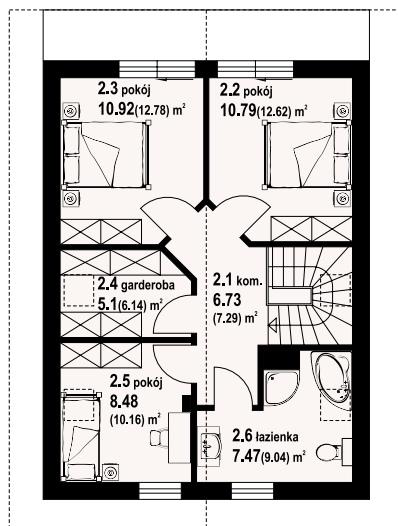 2.3 pokój
10.92(12.78) m²
2.2 pokój
10.79(12.62) m²
2.4 garderoba
5.1(6.14) m²
2.1 kom.
6.73
(7.29) m²
2.5 pokój
8.48
(10.16) m²
2.6 łazienka
7.47(9.04) m²